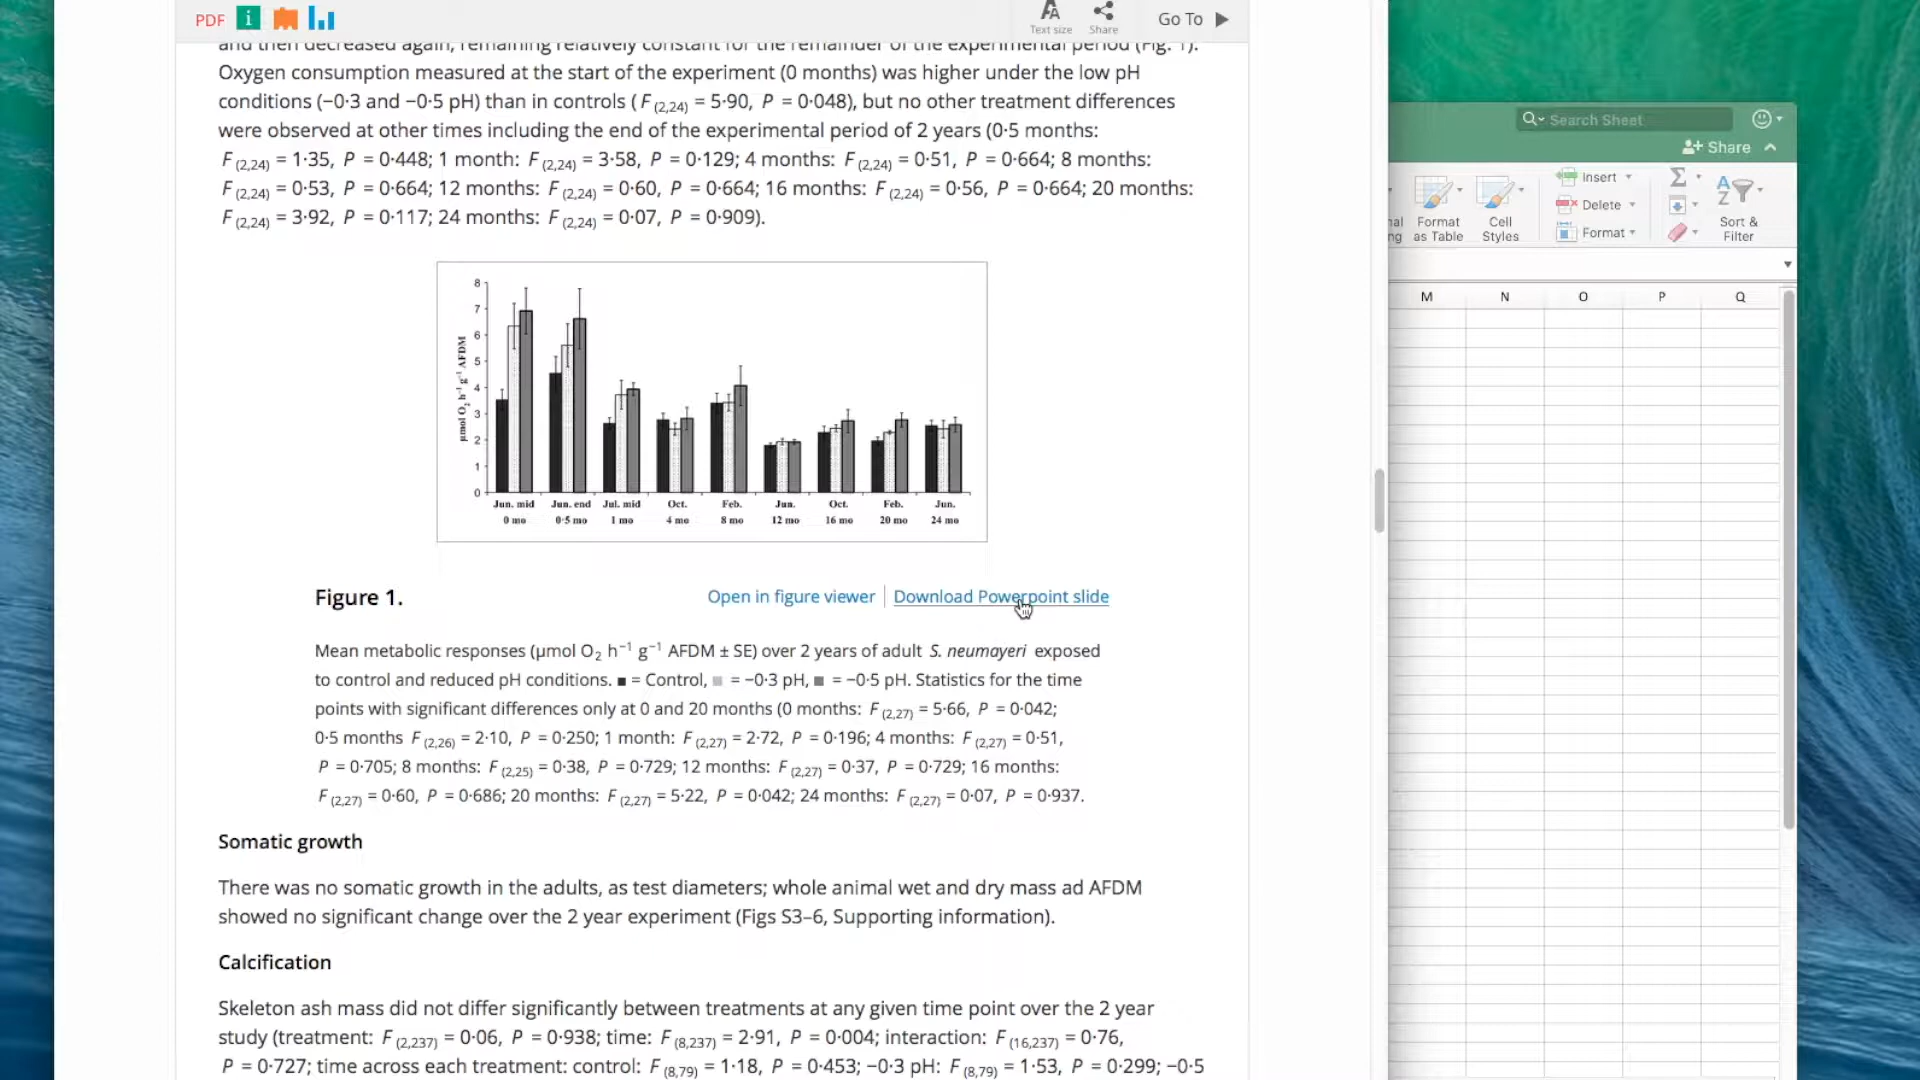 PDF
Text size
Share
Go To
and then decreased again, remaining relatively constant for the remainder of the experimental period (Fig. 1).
Oxygen consumption measured at the start of the experiment (0 months) was higher under the low pH
conditions (−0·3 and −0·5 pH) than in controls ( F (2,24) = 5·90, P = 0·048), but no other treatment differences
were observed at other times including the end of the experimental period of 2 years (0·5 months:
F (2,24) = 1·35, P = 0·448; 1 month: F (2,24) = 3·58, P = 0·129; 4 months: F (2,24) = 0·51, P = 0·664; 8 months:
F (2,24) = 0·53, P = 0·664; 12 months: F (2,24) = 0·60, P = 0·664; 16 months: F (2,24) = 0·56, P = 0·664; 20 months:
F (2,24) = 3·92, P = 0·117; 24 months: F (2,24) = 0·07, P = 0·909).
8
7
6
5
4
3
2
1
0
µmol O2 h−1 g−1 AFDM
Jun. mid Jun. end Jul. mid Oct. Feb. Jun. Oct. Feb. Jun.
0 mo 0·5 mo 1 mo 4 mo 8 mo 12 mo 16 mo 20 mo 24 mo
Figure 1.
Open in figure viewer Download Powerpoint slide
Mean metabolic responses (µmol O2 h−1 g−1 AFDM ± SE) over 2 years of adult S. neumayeri exposed
to control and reduced pH conditions. ■ = Control, ■ = −0·3 pH, ■ = −0·5 pH. Statistics for the time
points with significant differences only at 0 and 20 months (0 months: F (2,27) = 5·66, P = 0·042;
0·5 months F (2,26) = 2·10, P = 0·250; 1 month: F (2,27) = 2·72, P = 0·196; 4 months: F (2,27) = 0·51,
P = 0·705; 8 months: F (2,25) = 0·38, P = 0·729; 12 months: F (2,27) = 0·37, P = 0·729; 16 months:
F (2,27) = 0·60, P = 0·686; 20 months: F (2,27) = 5·22, P = 0·042; 24 months: F (2,27) = 0·07, P = 0·937.
Somatic growth
There was no somatic growth in the adults, as test diameters; whole animal wet and dry mass ad AFDM
showed no significant change over the 2 year experiment (Figs S3–6, Supporting information).
Calcification
Skeleton ash mass did not differ significantly between treatments at any given time point over the 2 year
study (treatment: F (2,237) = 0·06, P = 0·938; time: F (8,237) = 2·91, P = 0·004; interaction: F (16,237) = 0·76,
P = 0·727; time across each treatment: control: F (8,79) = 1·18, P = 0·453; −0·3 pH: F (8,79) = 1·53, P = 0·299; −0·5
Search Sheet
Share
Format
as Table
Cell
Styles
Insert
Delete
Format
Sort &
Filter
M N O P Q